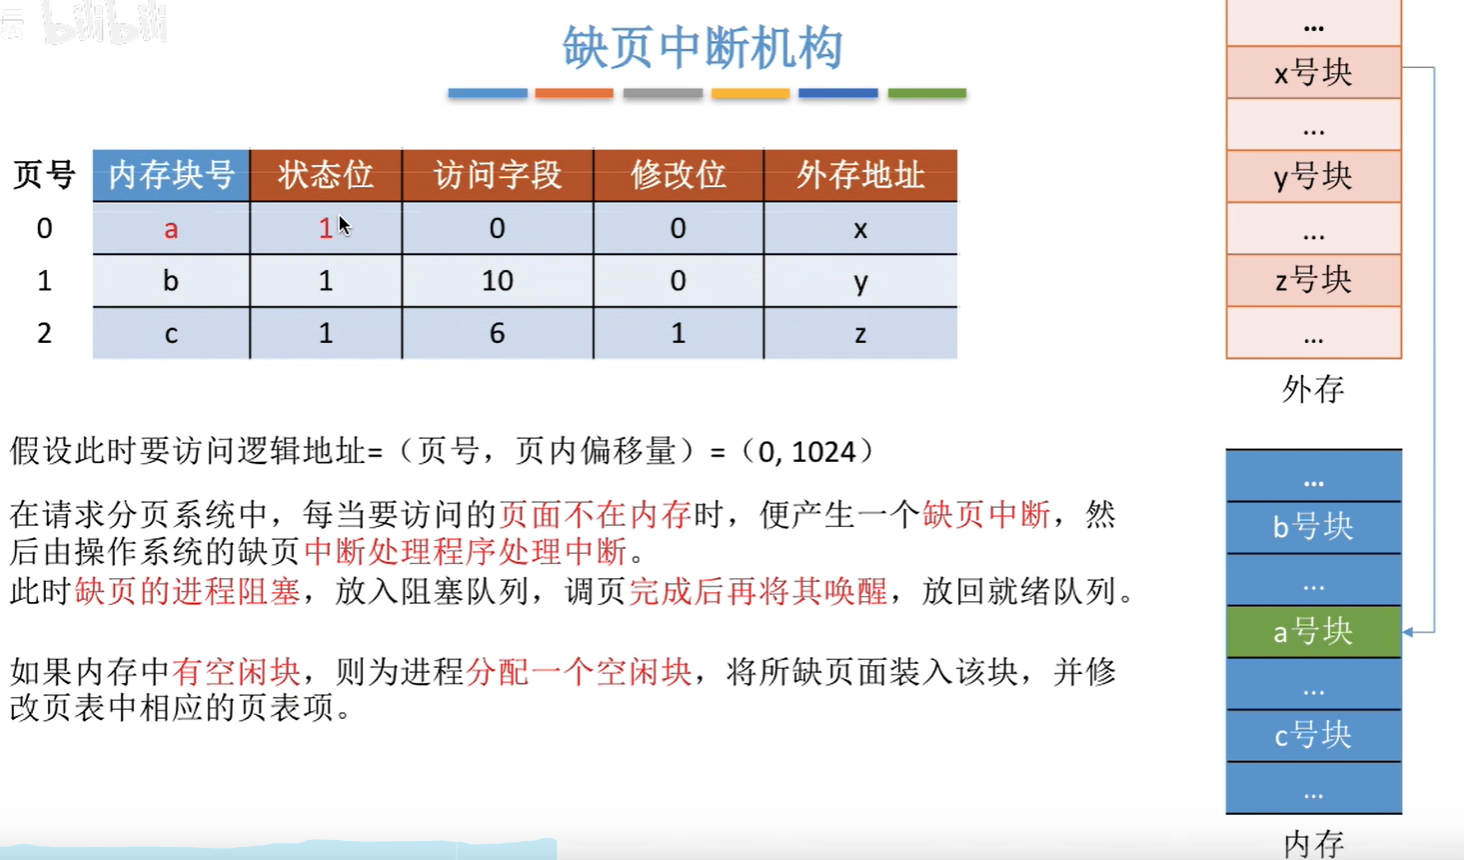 bilibili
缺页中断机构
页号 内存块号 状态位 访问字段 修改位 外存地址
0 a 1 0 0 x
1 b 1 10 0 y
2 c 1 6 1 z
假设此时要访问逻辑地址=（页号，页内偏移量）=（0, 1024）
在请求分页系统中，每当要访问的页面不在内存时，便产生一个缺页中断，然
后由操作系统的缺页中断处理程序处理中断。
此时缺页的进程阻塞，放入阻塞队列，调页完成后再将其唤醒，放回就绪队列。
如果内存中有空闲块，则为进程分配一个空闲块，将所缺页面装入该块，并修
改页表中相应的页表项。
...
x号块
...
y号块
...
z号块
...
外存
...
b号块
...
a号块
...
c号块
...
内存